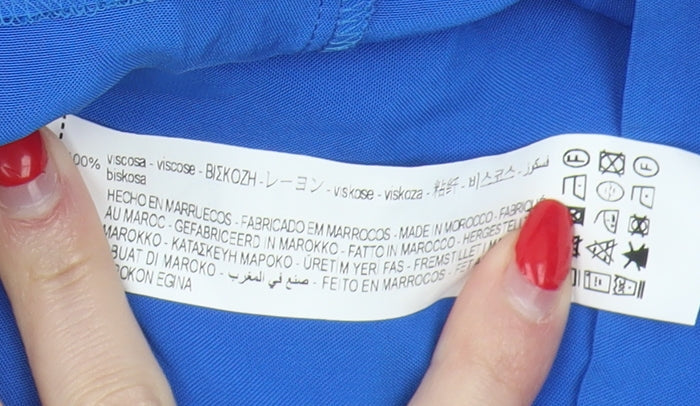 100% viscosa - viscose - ΒΙΣΚΟΖΗ - レーヨン - viskose - viskoza - 粘纤 - 비스코스 - فسكوز
biskosa
HECHO EN MARRUECOS - FABRICADO EM MARROCOS - MADE IN MOROCCO - FABRIQUÉ
AU MAROC - GEFABRICEERD IN MAROKKO - FATTO IN MAROCCO - HERGESTELLT
MAROKKO - ΚΑΤΑΣΚΕΥΗ ΜΑΡΟΚΟ - ÜRETIM YERI FAS - FREMSTILLET I
BUAT DI MAROKO - صنع في المغرب - FEITO EN MARROCOS -
EGINA